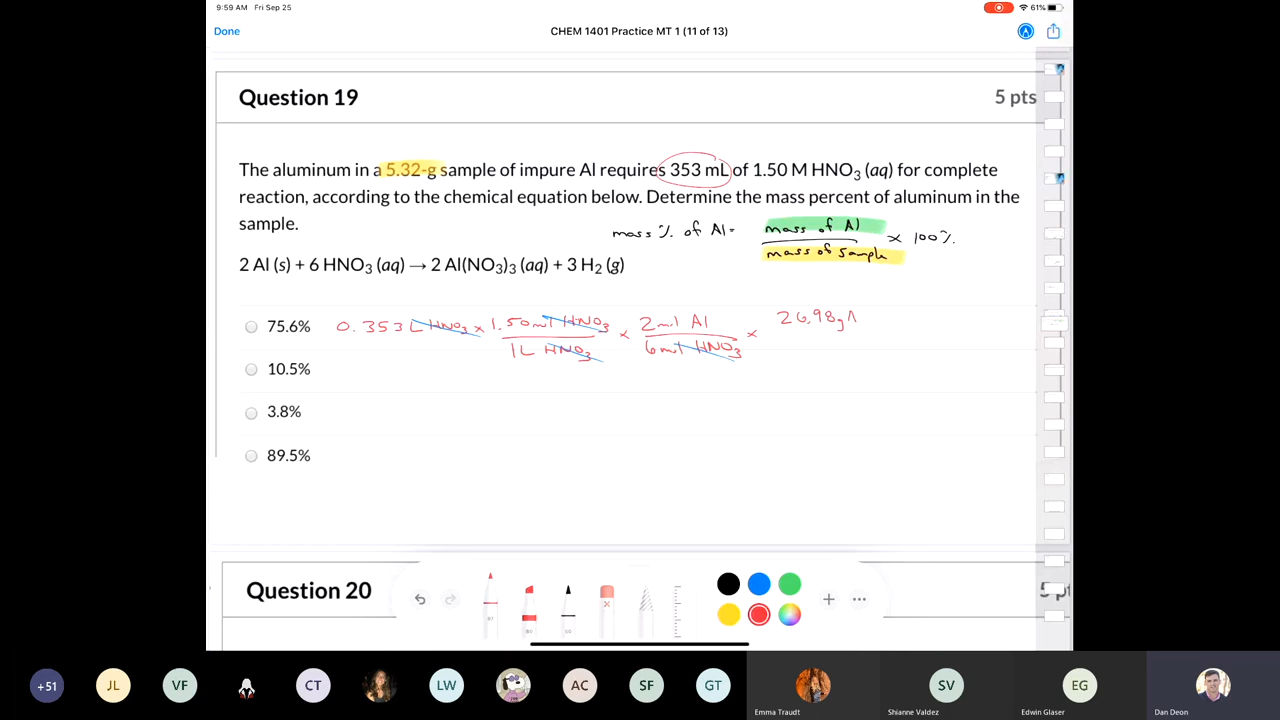 9:59 AM Fri Sep 25
61%
Done
CHEM 1401 Practice MT 1 (11 of 13)
Question 19
5 pts
The aluminum in a 5.32-g sample of impure Al requires 353 mL of 1.50 M HNO₃ (aq) for complete
reaction, according to the chemical equation below. Determine the mass percent of aluminum in the
sample.
mass % of Al = mass of Al × 100%
mass of sample
2 Al (s) + 6 HNO₃ (aq) → 2 Al(NO₃)₃ (aq) + 3 H₂ (g)
75.6%
0.353 L HNO₃ × 1.50 mol HNO₃ × 2 mol Al × 26.98 g A
1 L HNO₃ 6 mol HNO₃
10.5%
3.8%
89.5%
Question 20
5 pts
+51
JL
VF
CT
LW
AC
SF
GT
Emma Traudt
SV
Shianne Valdez
EG
Edwin Glaser
Dan Deon